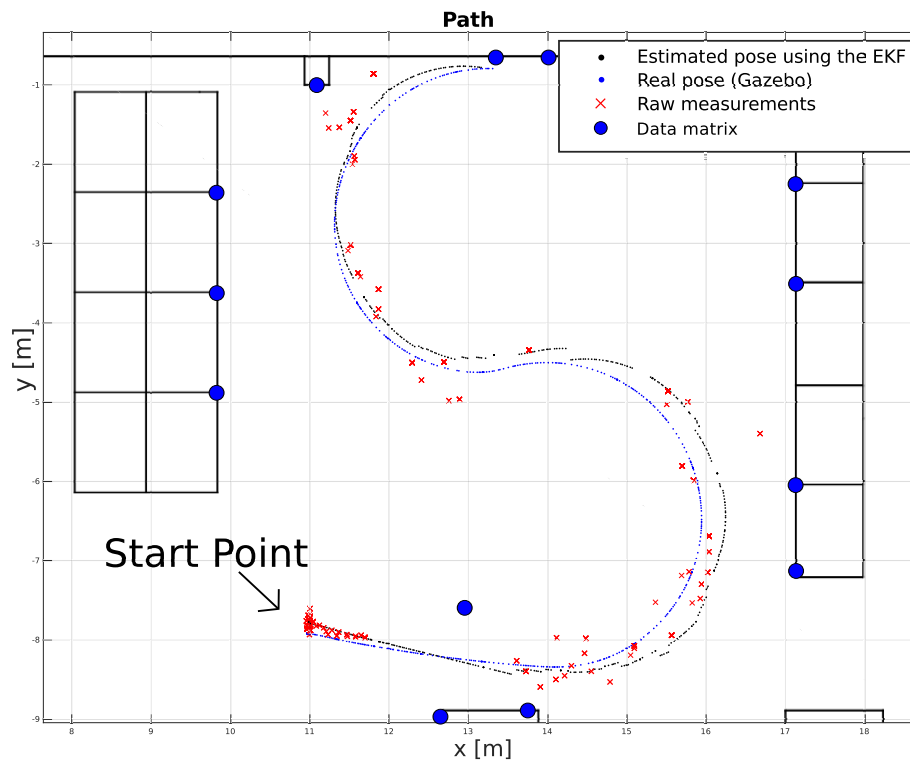 Path
Estimated pose using the EKF
Real pose (Gazebo)
Raw measurements
Data matrix
-1
-2
-3
-4
-5
-6
-7
-8
-9
y [m]
Start Point
8 9 10 11 12 13 14 15 16 17 18
x [m]